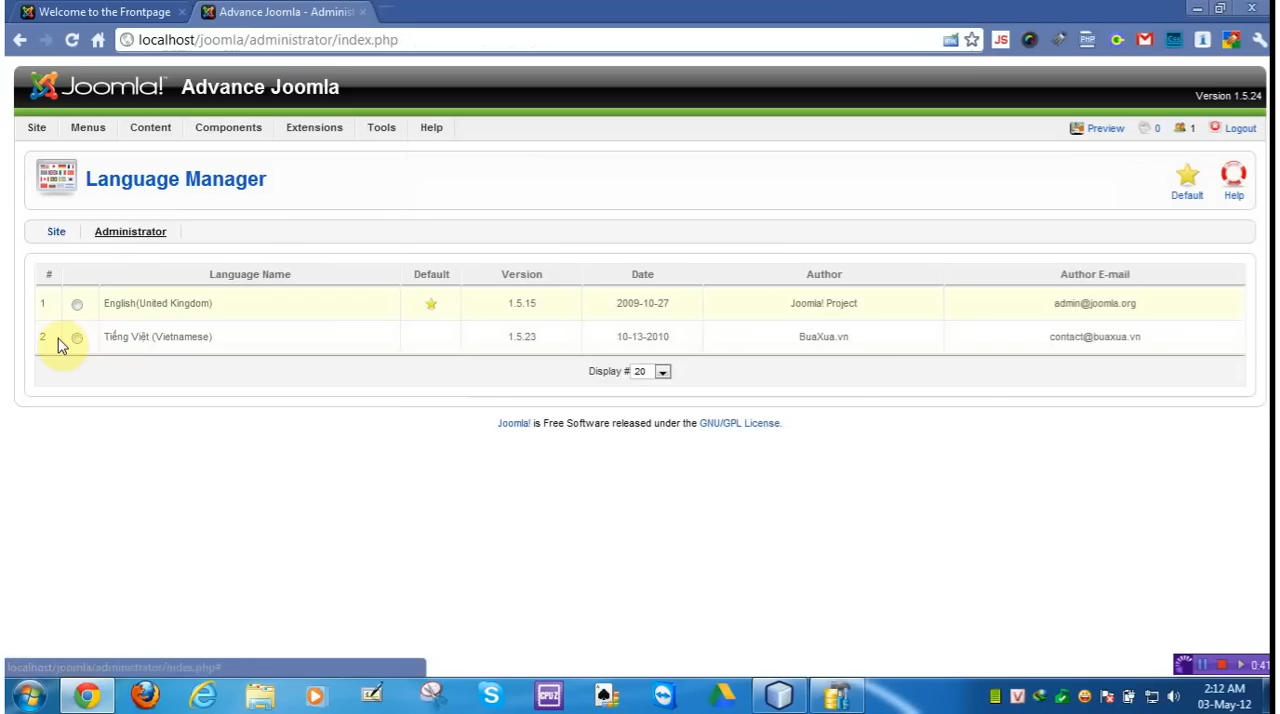 Welcome to the Frontpage
Advance Joomla - Administ
localhost/joomla/administrator/index.php
Joomla! Advance Joomla
Version 1.5.24
Site Menus Content Components Extensions Tools Help Preview 0 1 Logout
Language Manager
Default Help
Site Administrator
# Language Name Default Version Date Author Author E-mail
1 English(United Kingdom) 1.5.15 2009-10-27 Joomla! Project admin@joomla.org
2 Tiếng Việt (Vietnamese) 1.5.23 10-13-2010 BuaXua.vn contact@buaxua.vn
Display # 20
Joomla! is Free Software released under the GNU/GPL License.
localhost/joomla/administrator/index.php#
0:41
2:12 AM
03-May-12